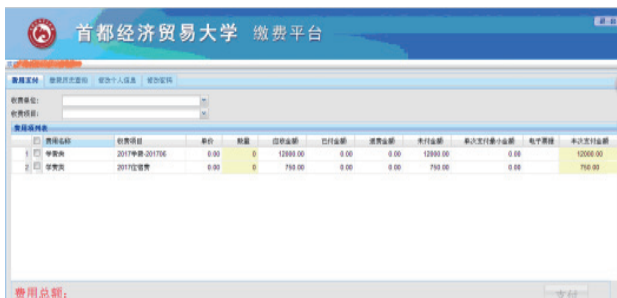 首都经济贸易大学 缴费平台
费用支付 缴费历史查询 修改个人信息 修改密码
收费单位:
收费项目:
费用项列表
费用名称 收费项目 单价 数量 应收金额 已付金额 退费金额 未付金额 单次支付最小金额 电子票据 本次支付金额
1 学费类 2017学费-201706 0.00 0 12000.00 0.00 0.00 12000.00 0.00 12000.00
2 学费类 2017住宿费 0.00 0 750.00 0.00 0.00 750.00 0.00 750.00
费用总额:
支付